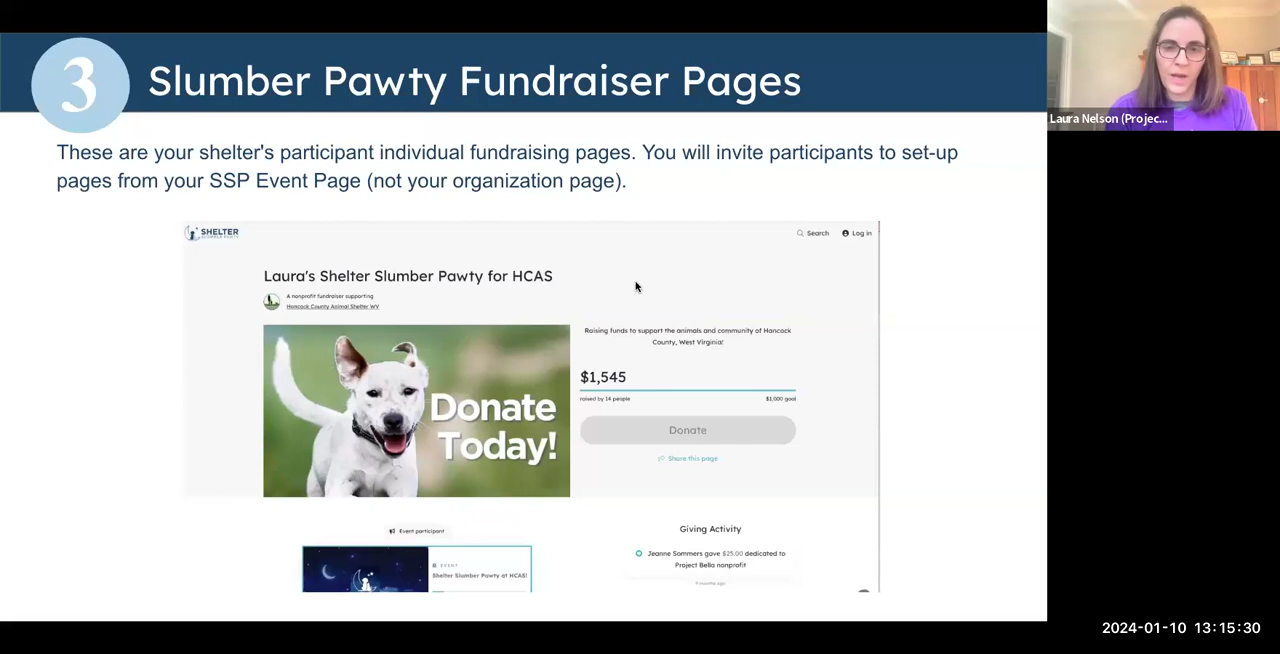 3
Slumber Pawty Fundraiser Pages
Laura Nelson (Projec...
These are your shelter's participant individual fundraising pages. You will invite participants to set-up
pages from your SSP Event Page (not your organization page).
SHELTER
SLUMBER PAWTY
Search
Log in
Laura's Shelter Slumber Pawty for HCAS
A nonprofit fundraiser supporting
Hancock County Animal Shelter WV
Donate
Today!
Raising funds to support the animals and community of Hancock
County, West Virginia!
$1,545
raised by 14 people
$1,000 goal
Donate
Share this page
Event participant
EVENT
Shelter Slumber Pawty at HCAS!
Giving Activity
Jeanne Sommers gave $25.00 dedicated to
Project Bella nonprofit
9 months ago
2024-01-10 13:15:30